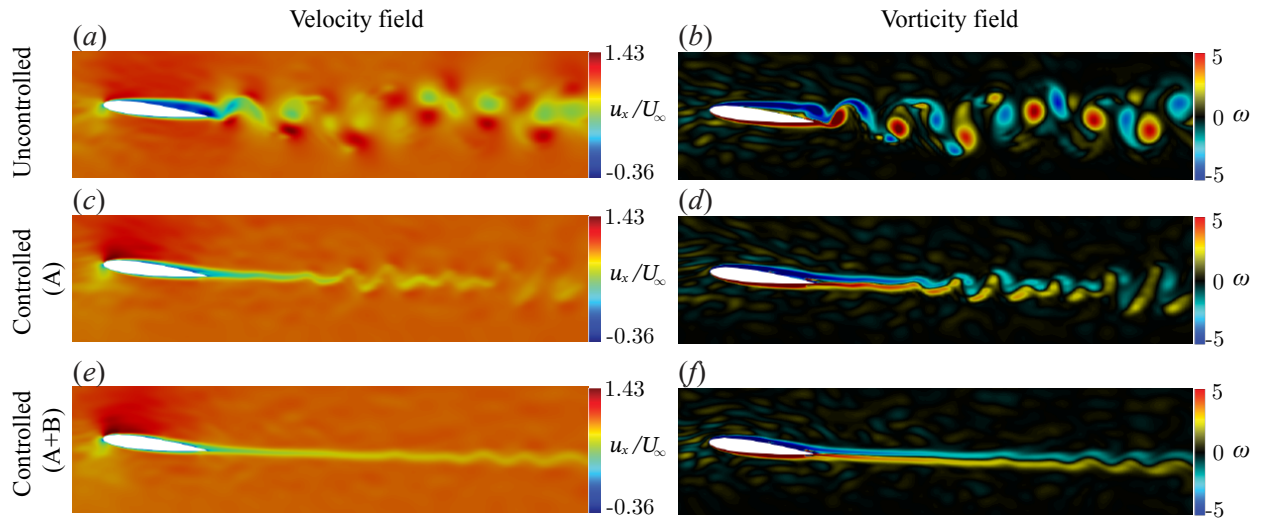 Velocity field
Vorticity field
Uncontrolled
(a)
1.43
u_x/U_∞
-0.36
(b)
5
0
-5
ω
Controlled
(A)
(c)
1.43
u_x/U_∞
-0.36
(d)
5
0
-5
ω
Controlled
(A+B)
(e)
1.43
u_x/U_∞
-0.36
(f)
5
0
-5
ω